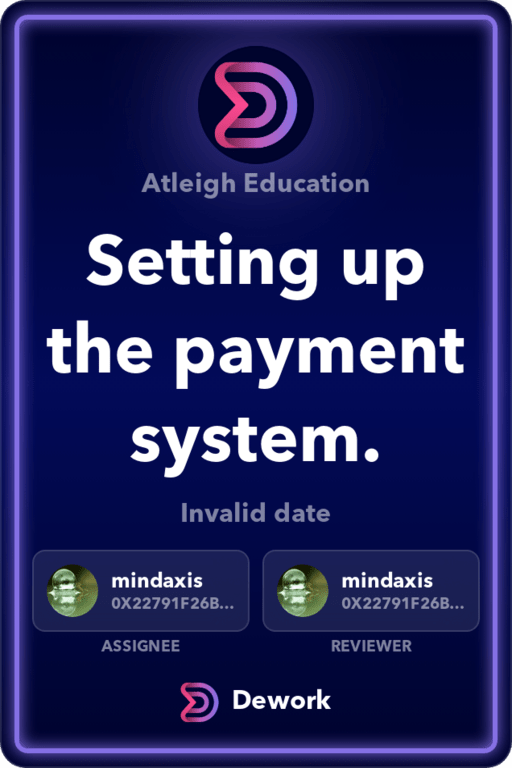 Atleigh Education
Setting up
the payment
system.
Invalid date
mindaxis
0X22791F26B...
ASSIGNEE
mindaxis
0X22791F26B...
REVIEWER
Dework